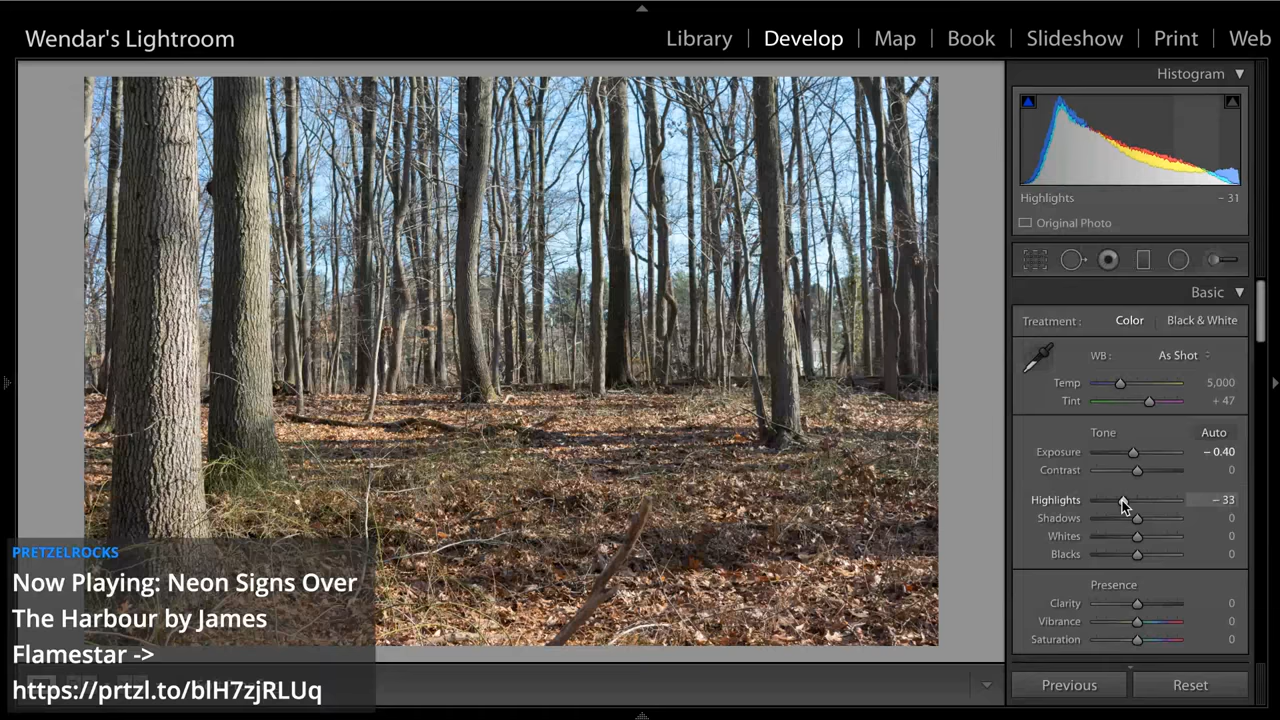 Wendar's Lightroom
Library | Develop | Map | Book | Slideshow | Print | Web
Histogram
Highlights - 31
Original Photo
Basic
Treatment : Color Black & White
WB : As Shot
Temp 5,000
Tint + 47
Tone Auto
Exposure - 0.40
Contrast 0
Highlights - 33
Shadows 0
Whites 0
Blacks 0
Presence
Clarity 0
Vibrance 0
Saturation 0
Previous Reset
PRETZELROCKS
Now Playing: Neon Signs Over
The Harbour by James
Flamestar ->
https://prtzl.to/blH7zjRLUq